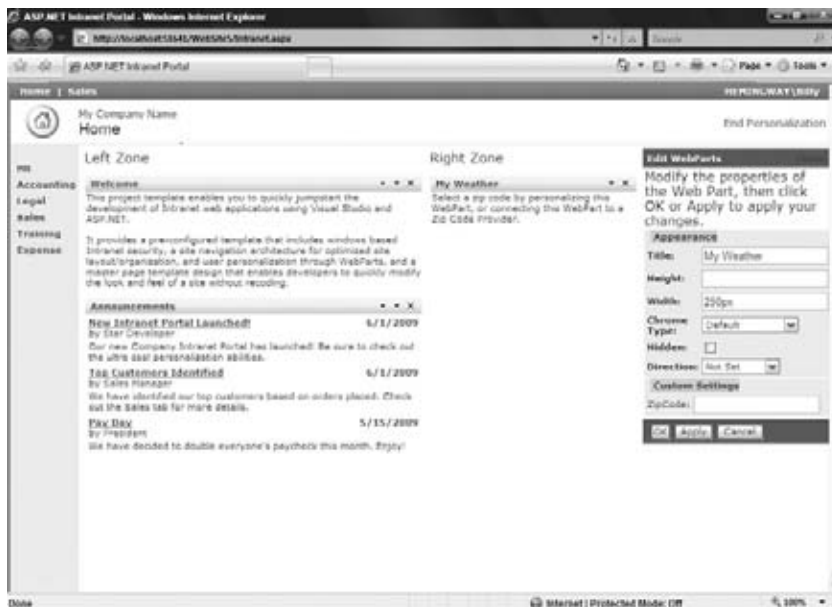 ASP.NET Intranet Portal - Windows Internet Explorer
Google
ASP.NET Intranet Portal
Page
Tools
Home | Sales
HEMINGWAY\Billy
My Company Name
Home
End Personalization
HR
Accounting
Legal
Sales
Training
Expense
Left Zone
Welcome
This project template enables you to quickly jumpstart the
development of Intranet web applications using Visual Studio and
ASP.NET.
It provides a preconfigured template that includes windows based
Intranet security, a site navigation architecture for optimized site
layout/organization, and user personalization through WebParts, and a
master page template design that enables developers to quickly modify
the look and feel of a site without recoding.
Announcements
New Intranet Portal Launched! 6/1/2009
by Star Developer
Our new Company Intranet Portal has launched! Be sure to check out
the ultra cool personalization abilities.
Top Customers Identified 6/1/2009
by Sales Manager
We have identified our top customers based on orders placed. Check
out the Sales tab for more details.
Pay Day 5/15/2009
by President
We have decided to double everyone's paycheck this month. Enjoy!
Right Zone
My Weather
Select a zip code by personalizing this
WebPart, or connecting this WebPart to a
Zip Code Provider.
Edit WebParts
Modify the properties of
the Web Part, then click
OK or Apply to apply your
changes.
Appearance
Title: My Weather
Height:
Width: 250px
Chrome
Type: Default
Hidden:
Direction: Not Set
Custom Settings
ZipCode:
OK Apply Cancel
Done
Internet | Protected Mode: Off
100%